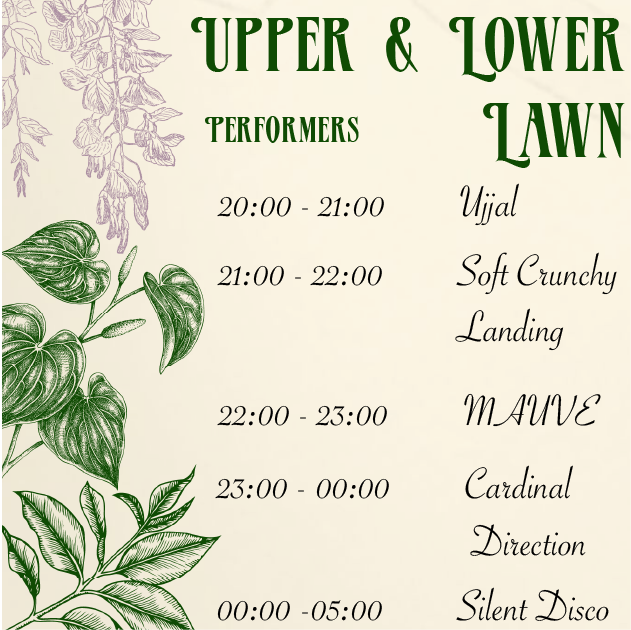 UPPER & LOWER
LAWN
PERFORMERS
20:00 - 21:00 Ujjal
21:00 - 22:00 Soft Crunchy
Landing
22:00 - 23:00 MAUVE
23:00 - 00:00 Cardinal
Direction
00:00 -05:00 Silent Disco